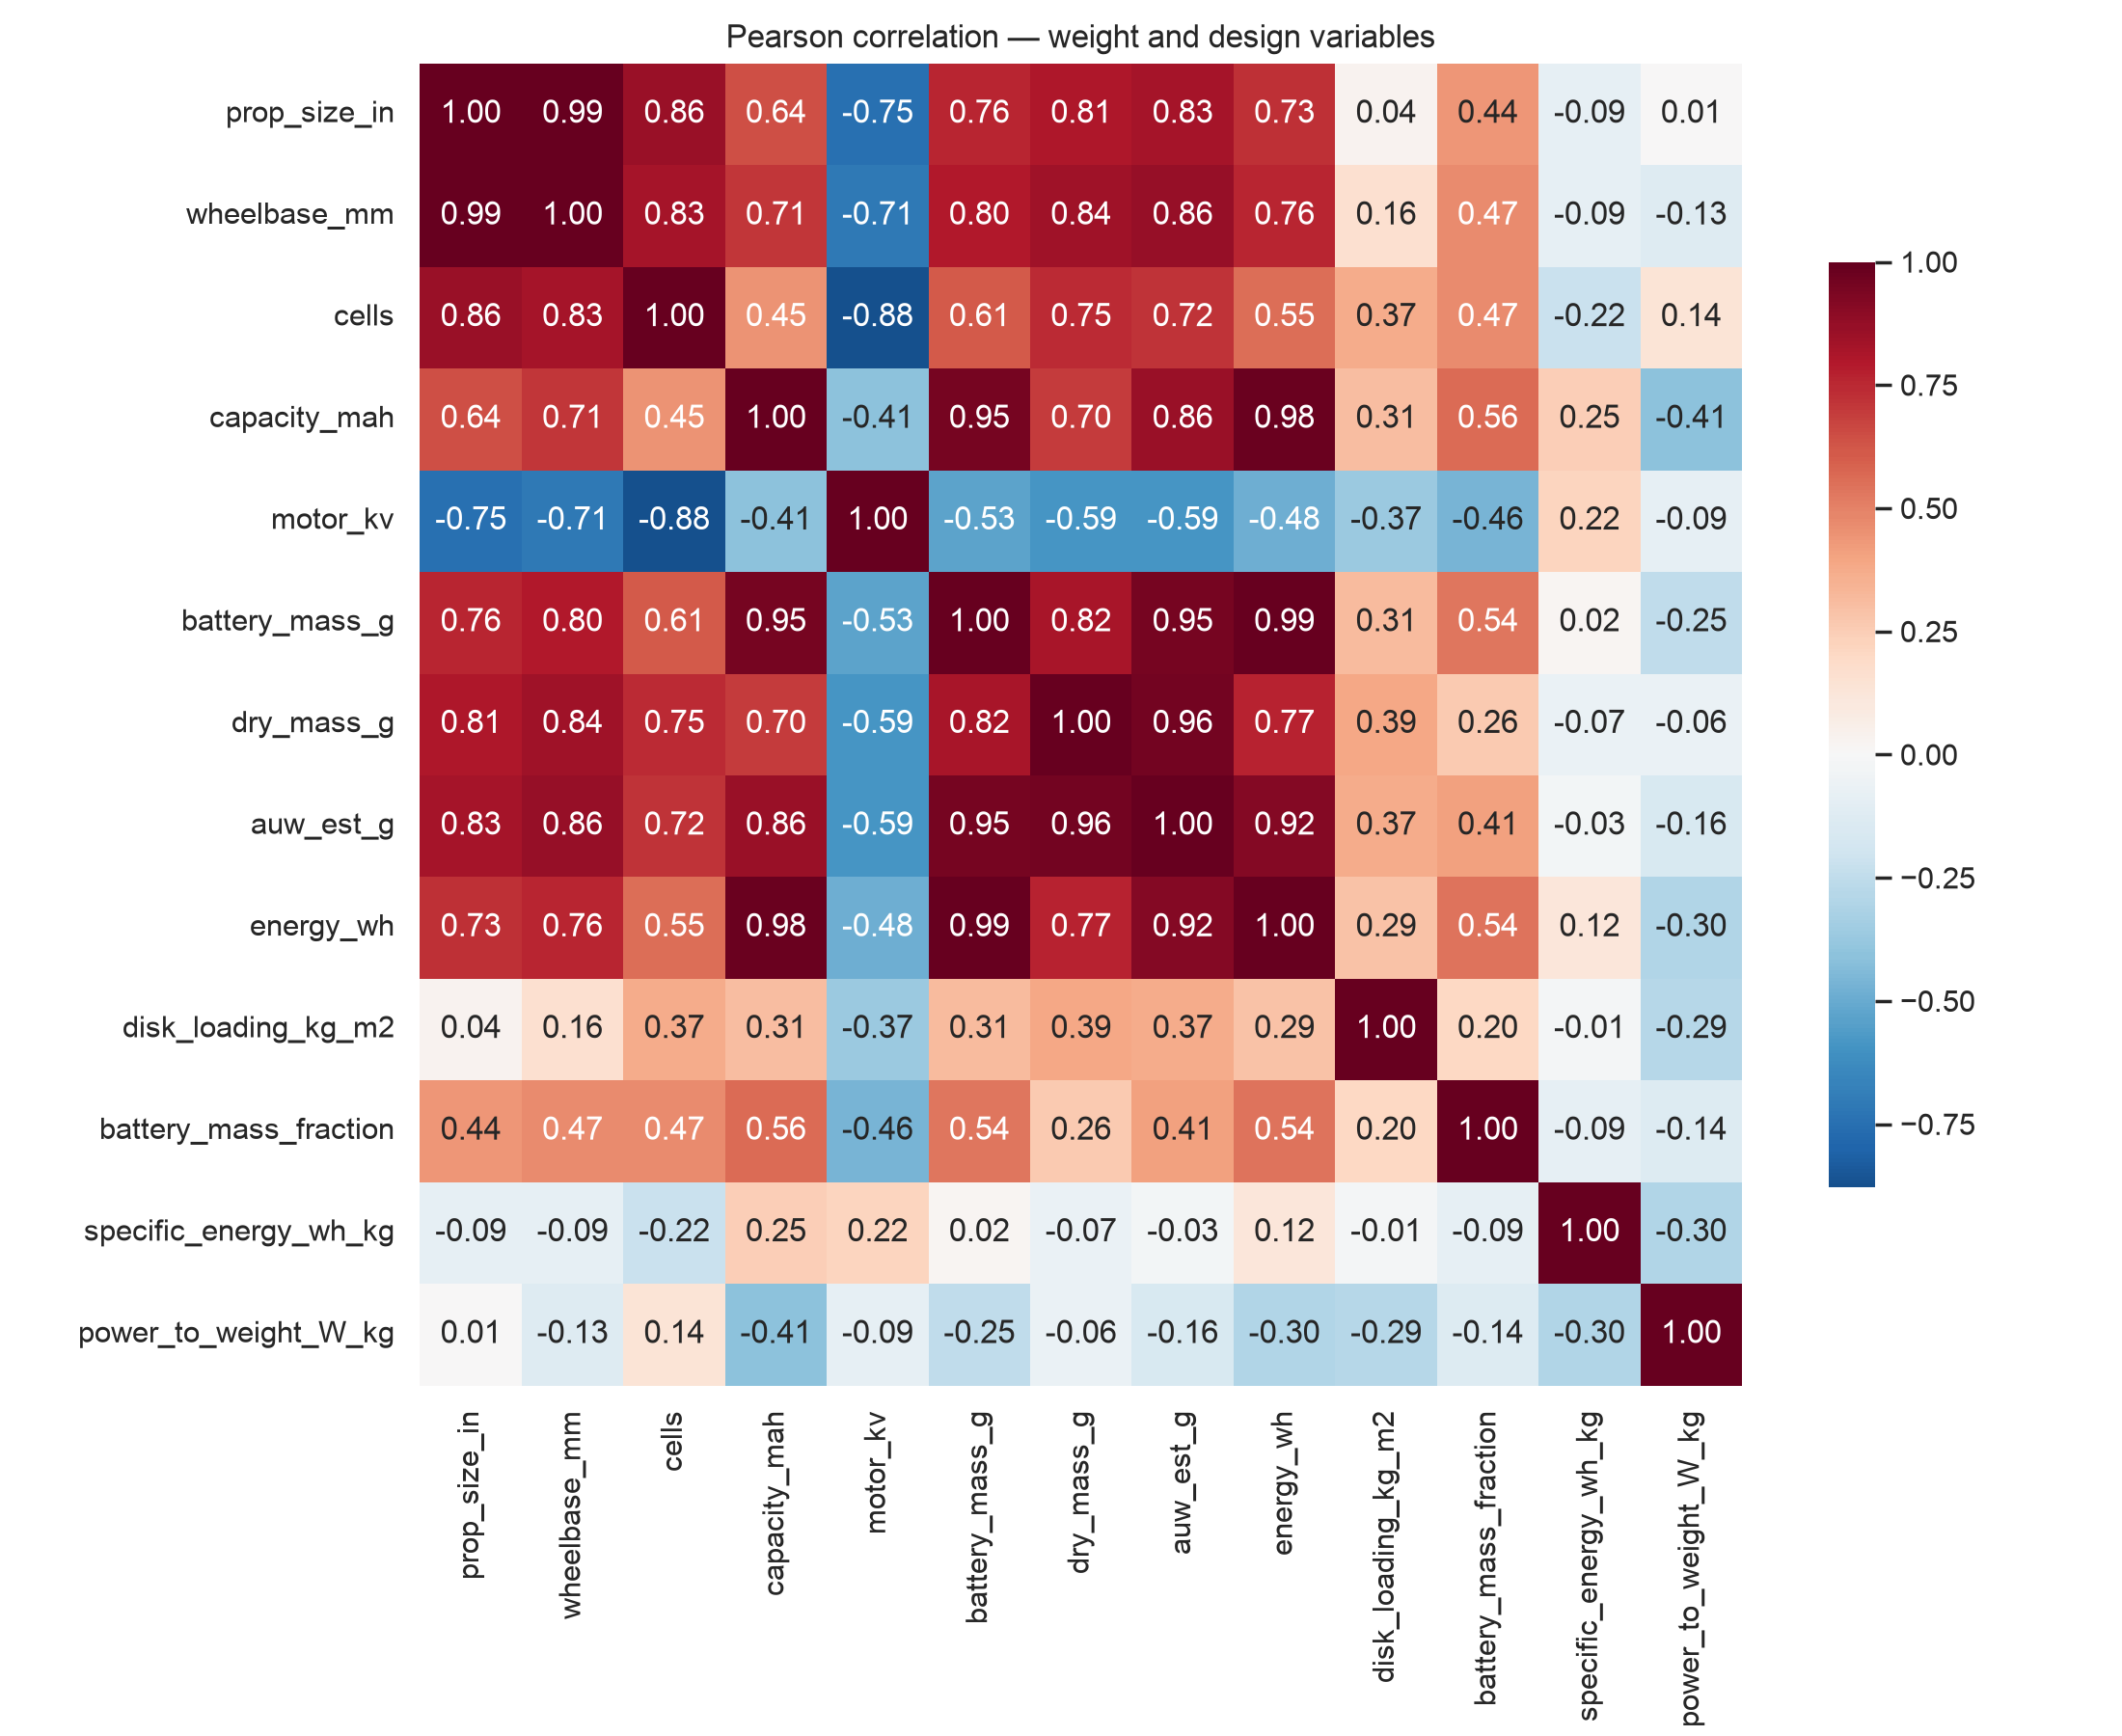 Pearson correlation — weight and design variables
prop_size_in 1.00 0.99 0.86 0.64 -0.75 0.76 0.81 0.83 0.73 0.04 0.44 -0.09 0.01
wheelbase_mm 0.99 1.00 0.83 0.71 -0.71 0.80 0.84 0.86 0.76 0.16 0.47 -0.09 -0.13
cells 0.86 0.83 1.00 0.45 -0.88 0.61 0.75 0.72 0.55 0.37 0.47 -0.22 0.14
capacity_mah 0.64 0.71 0.45 1.00 -0.41 0.95 0.70 0.86 0.98 0.31 0.56 0.25 -0.41
motor_kv -0.75 -0.71 -0.88 -0.41 1.00 -0.53 -0.59 -0.59 -0.48 -0.37 -0.46 0.22 -0.09
battery_mass_g 0.76 0.80 0.61 0.95 -0.53 1.00 0.82 0.95 0.99 0.31 0.54 0.02 -0.25
dry_mass_g 0.81 0.84 0.75 0.70 -0.59 0.82 1.00 0.96 0.77 0.39 0.26 -0.07 -0.06
auw_est_g 0.83 0.86 0.72 0.86 -0.59 0.95 0.96 1.00 0.92 0.37 0.41 -0.03 -0.16
energy_wh 0.73 0.76 0.55 0.98 -0.48 0.99 0.77 0.92 1.00 0.29 0.54 0.12 -0.30
disk_loading_kg_m2 0.04 0.16 0.37 0.31 -0.37 0.31 0.39 0.37 0.29 1.00 0.20 -0.01 -0.29
battery_mass_fraction 0.44 0.47 0.47 0.56 -0.46 0.54 0.26 0.41 0.54 0.20 1.00 -0.09 -0.14
specific_energy_wh_kg -0.09 -0.09 -0.22 0.25 0.22 0.02 -0.07 -0.03 0.12 -0.01 -0.09 1.00 -0.30
power_to_weight_W_kg 0.01 -0.13 0.14 -0.41 -0.09 -0.25 -0.06 -0.16 -0.30 -0.29 -0.14 -0.30 1.00
prop_size_in
wheelbase_mm
cells
capacity_mah
motor_kv
battery_mass_g
dry_mass_g
auw_est_g
energy_wh
disk_loading_kg_m2
battery_mass_fraction
specific_energy_wh_kg
power_to_weight_W_kg
1.00
0.75
0.50
0.25
0.00
−0.25
−0.50
−0.75